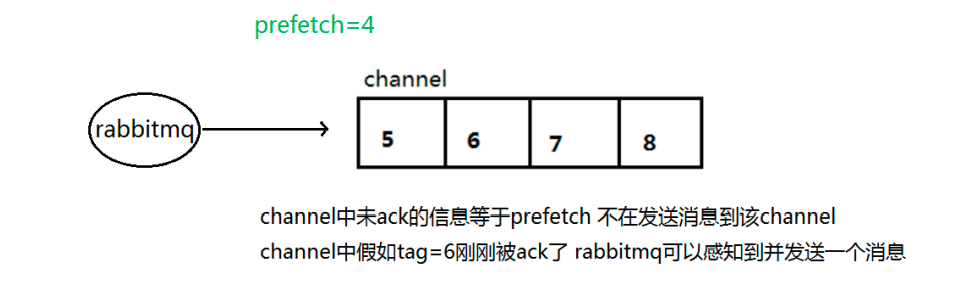 prefetch=4
channel
rabbitmq
5 6 7 8
channel中未ack的信息等于prefetch 不在发送消息到该channel
channel中假如tag=6刚刚被ack了 rabbitmq可以感知到并发送一个消息